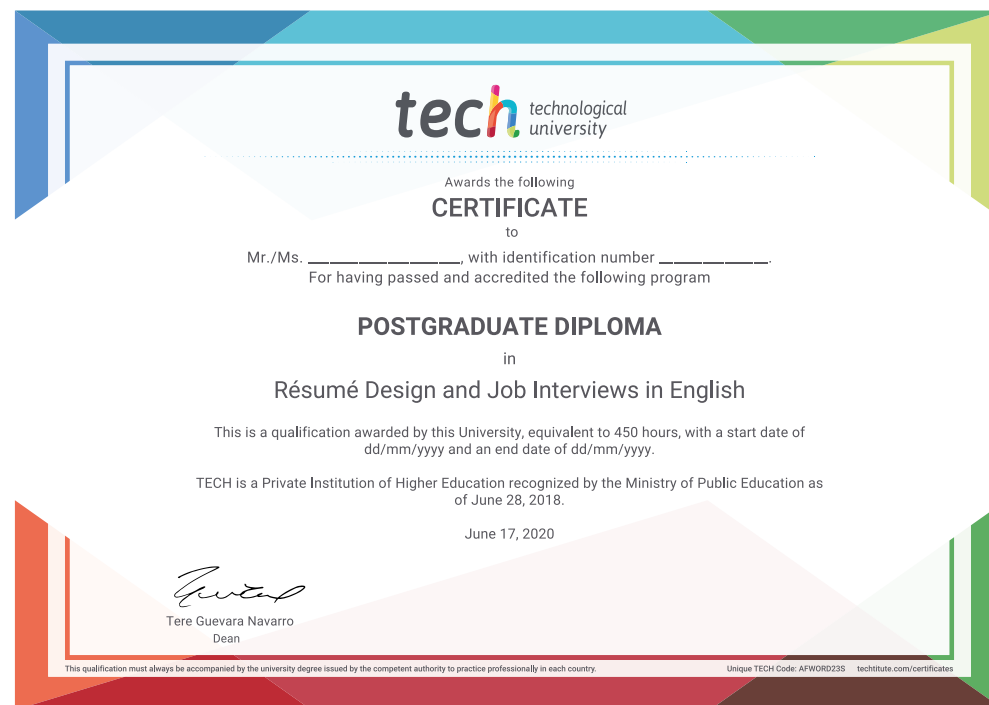 tech technological
university
Awards the following
CERTIFICATE
to
Mr./Ms. ____________________, with identification number ______________.
For having passed and accredited the following program
POSTGRADUATE DIPLOMA
in
Résumé Design and Job Interviews in English
This is a qualification awarded by this University, equivalent to 450 hours, with a start date of
dd/mm/yyyy and an end date of dd/mm/yyyy.
TECH is a Private Institution of Higher Education recognized by the Ministry of Public Education as
of June 28, 2018.
June 17, 2020
Tere Guevara Navarro
Dean
This qualification must always be accompanied by the university degree issued by the competent authority to practice professionally in each country.
Unique TECH Code: AFWORD23S techtitute.com/certificates